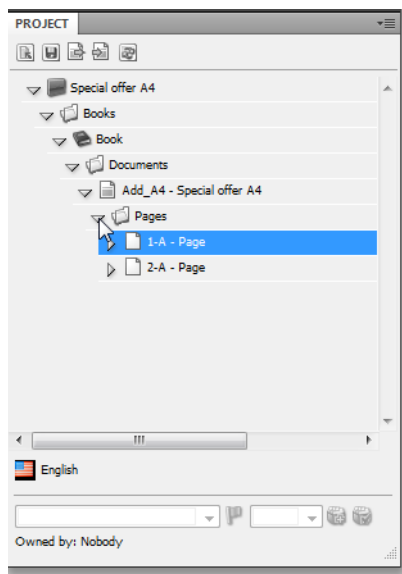 PROJECT
Special offer A4
Books
Book
Documents
Add_A4 - Special offer A4
Pages
1-A - Page
2-A - Page
English
Owned by: Nobody